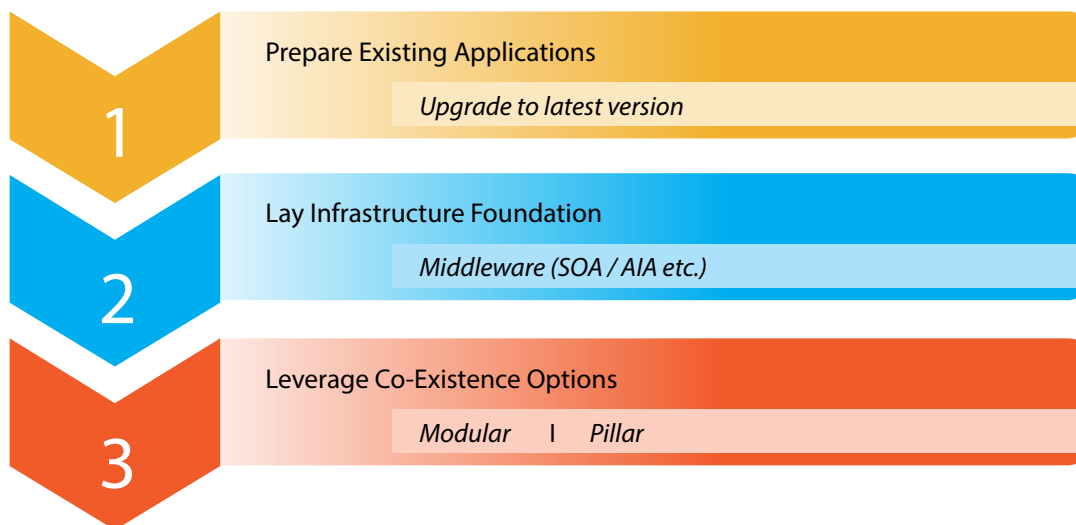 1
Prepare Existing Applications
Upgrade to latest version
2
Lay Infrastructure Foundation
Middleware (SOA / AIA etc.)
3
Leverage Co-Existence Options
Modular I Pillar